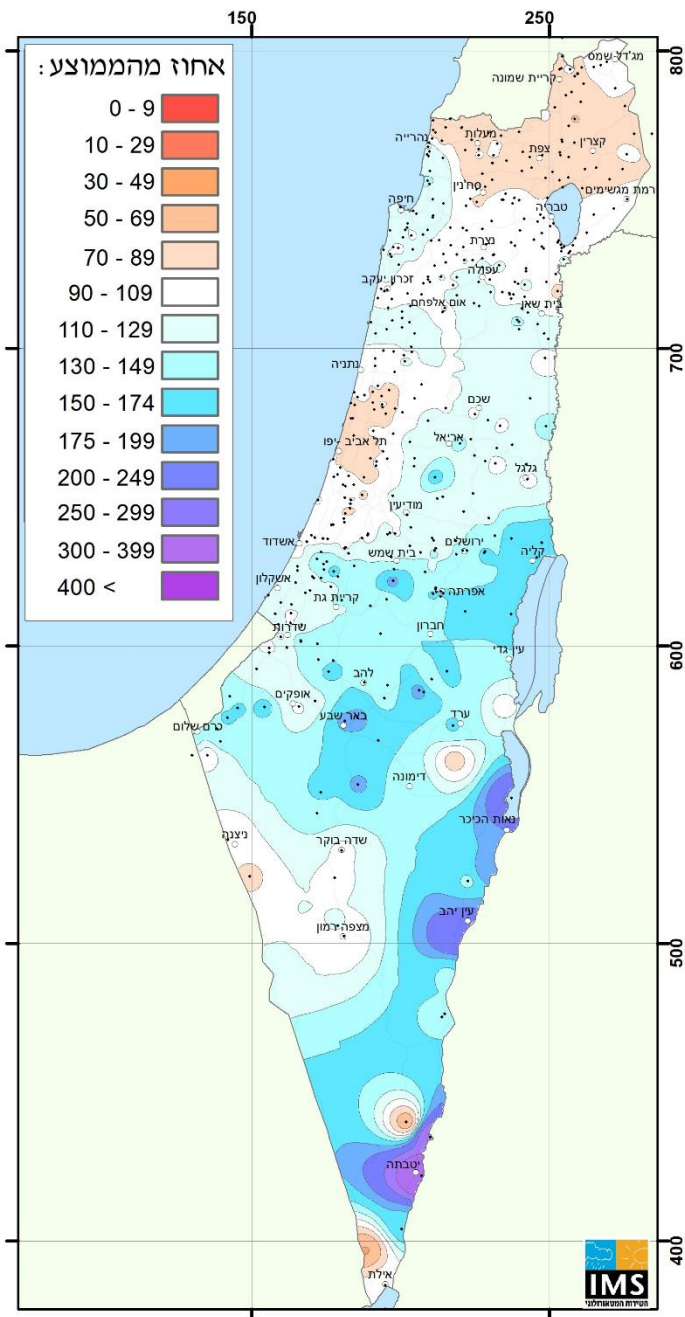 150 250
800
אחוז מהממוצע:
0 - 9
10 - 29
30 - 49
50 - 69
70 - 89
90 - 109
110 - 129
130 - 149
150 - 174
175 - 199
200 - 249
250 - 299
300 - 399
400 <
מג'דל שמס
קריית שמונה
נהרייה
מעלות
צפת
קצרין
סח'נין
רמת מגשימים
חיפה
טבריה
נצרת
עפולה
זכרון יעקב
אום אלפחם
בית שאן
700
נתניה
שכם
אריאל
תל אביב -יפו
גלגל
מודיעין
אשדוד
ירושלים
קליה
בית שמש
אשקלון
קריית גת
אפרתה
שדרות
חברון
600
עין גדי
להב
אופקים
ערד
באר שבע
כרם שלום
דימונה
נאות הכיכר
ניצנה
שדה בוקר
עין יהב
מצפה רמון
500
יטבתה
400
אילת
IMS
השירות המטאורולוגי